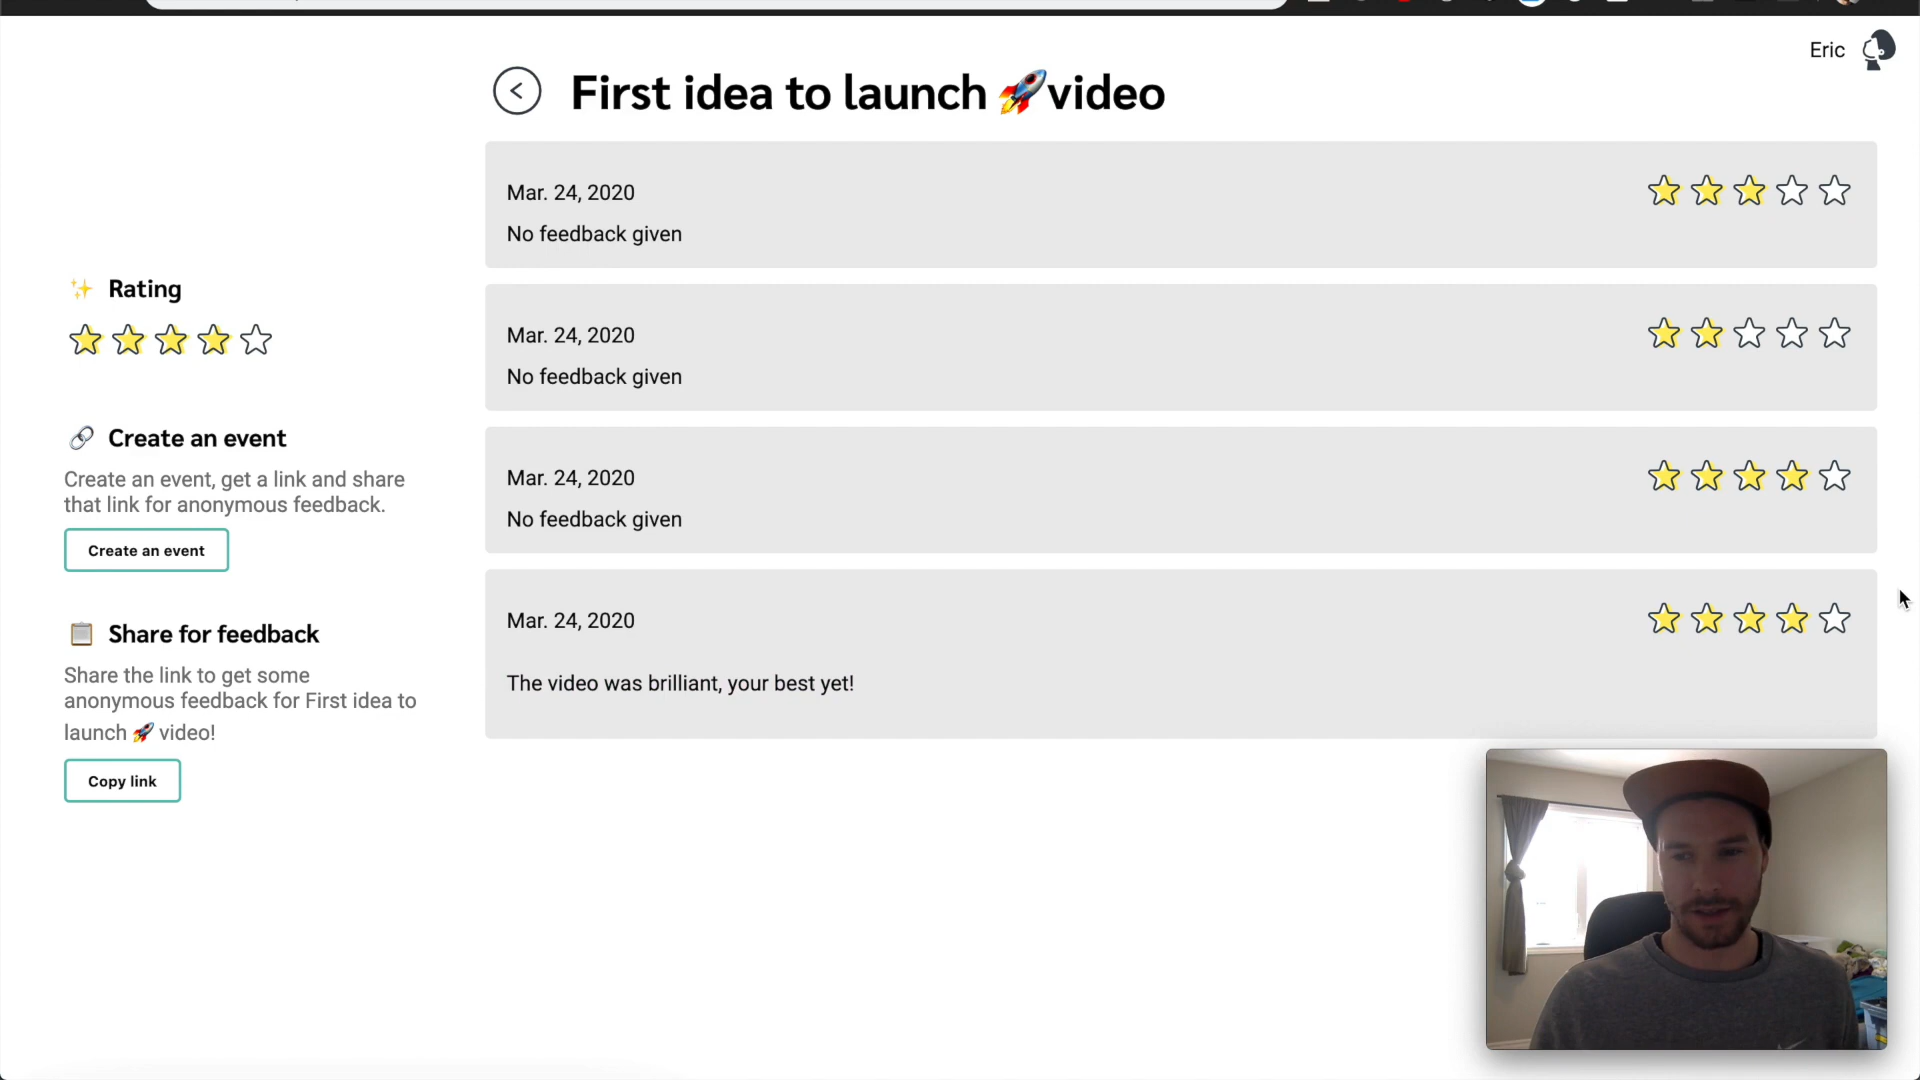 Eric
First idea to launch 🚀video
Mar. 24, 2020
No feedback given
Mar. 24, 2020
No feedback given
Mar. 24, 2020
No feedback given
Mar. 24, 2020
The video was brilliant, your best yet!
✨ Rating
🔗 Create an event
Create an event, get a link and share
that link for anonymous feedback.
Create an event
📋 Share for feedback
Share the link to get some
anonymous feedback for First idea to
launch 🚀 video!
Copy link